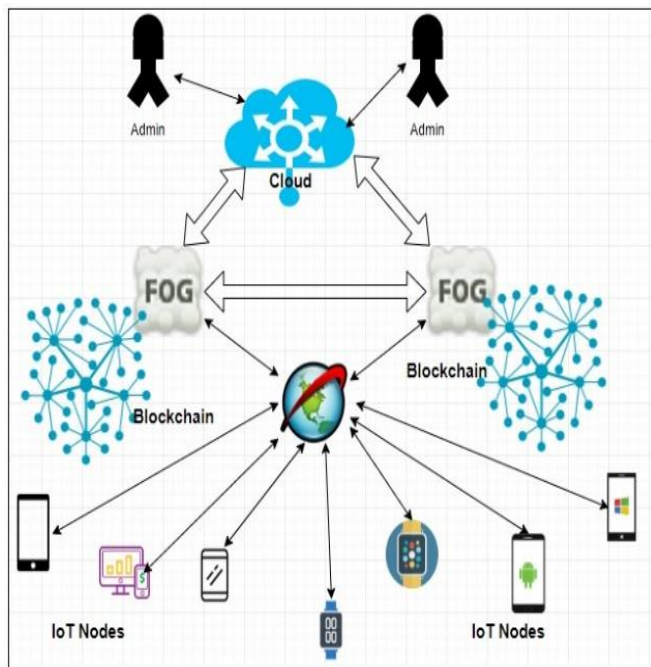 Admin
Admin
Cloud
FOG
FOG
Blockchain
Blockchain
$
IoT Nodes
IoT Nodes